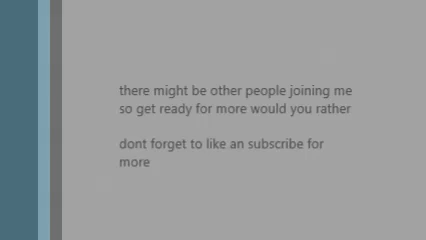 there might be other people joining me
so get ready for more would you rather
dont forget to like an subscribe for
more